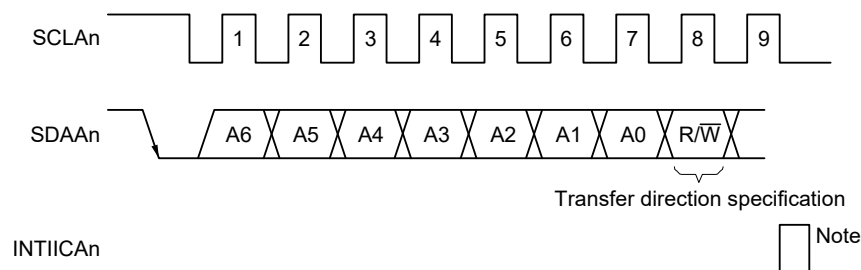 SCLAn 1 2 3 4 5 6 7 8 9
SDAAn A6 A5 A4 A3 A2 A1 A0 R/W̅
Transfer direction specification
INTIICAn Note